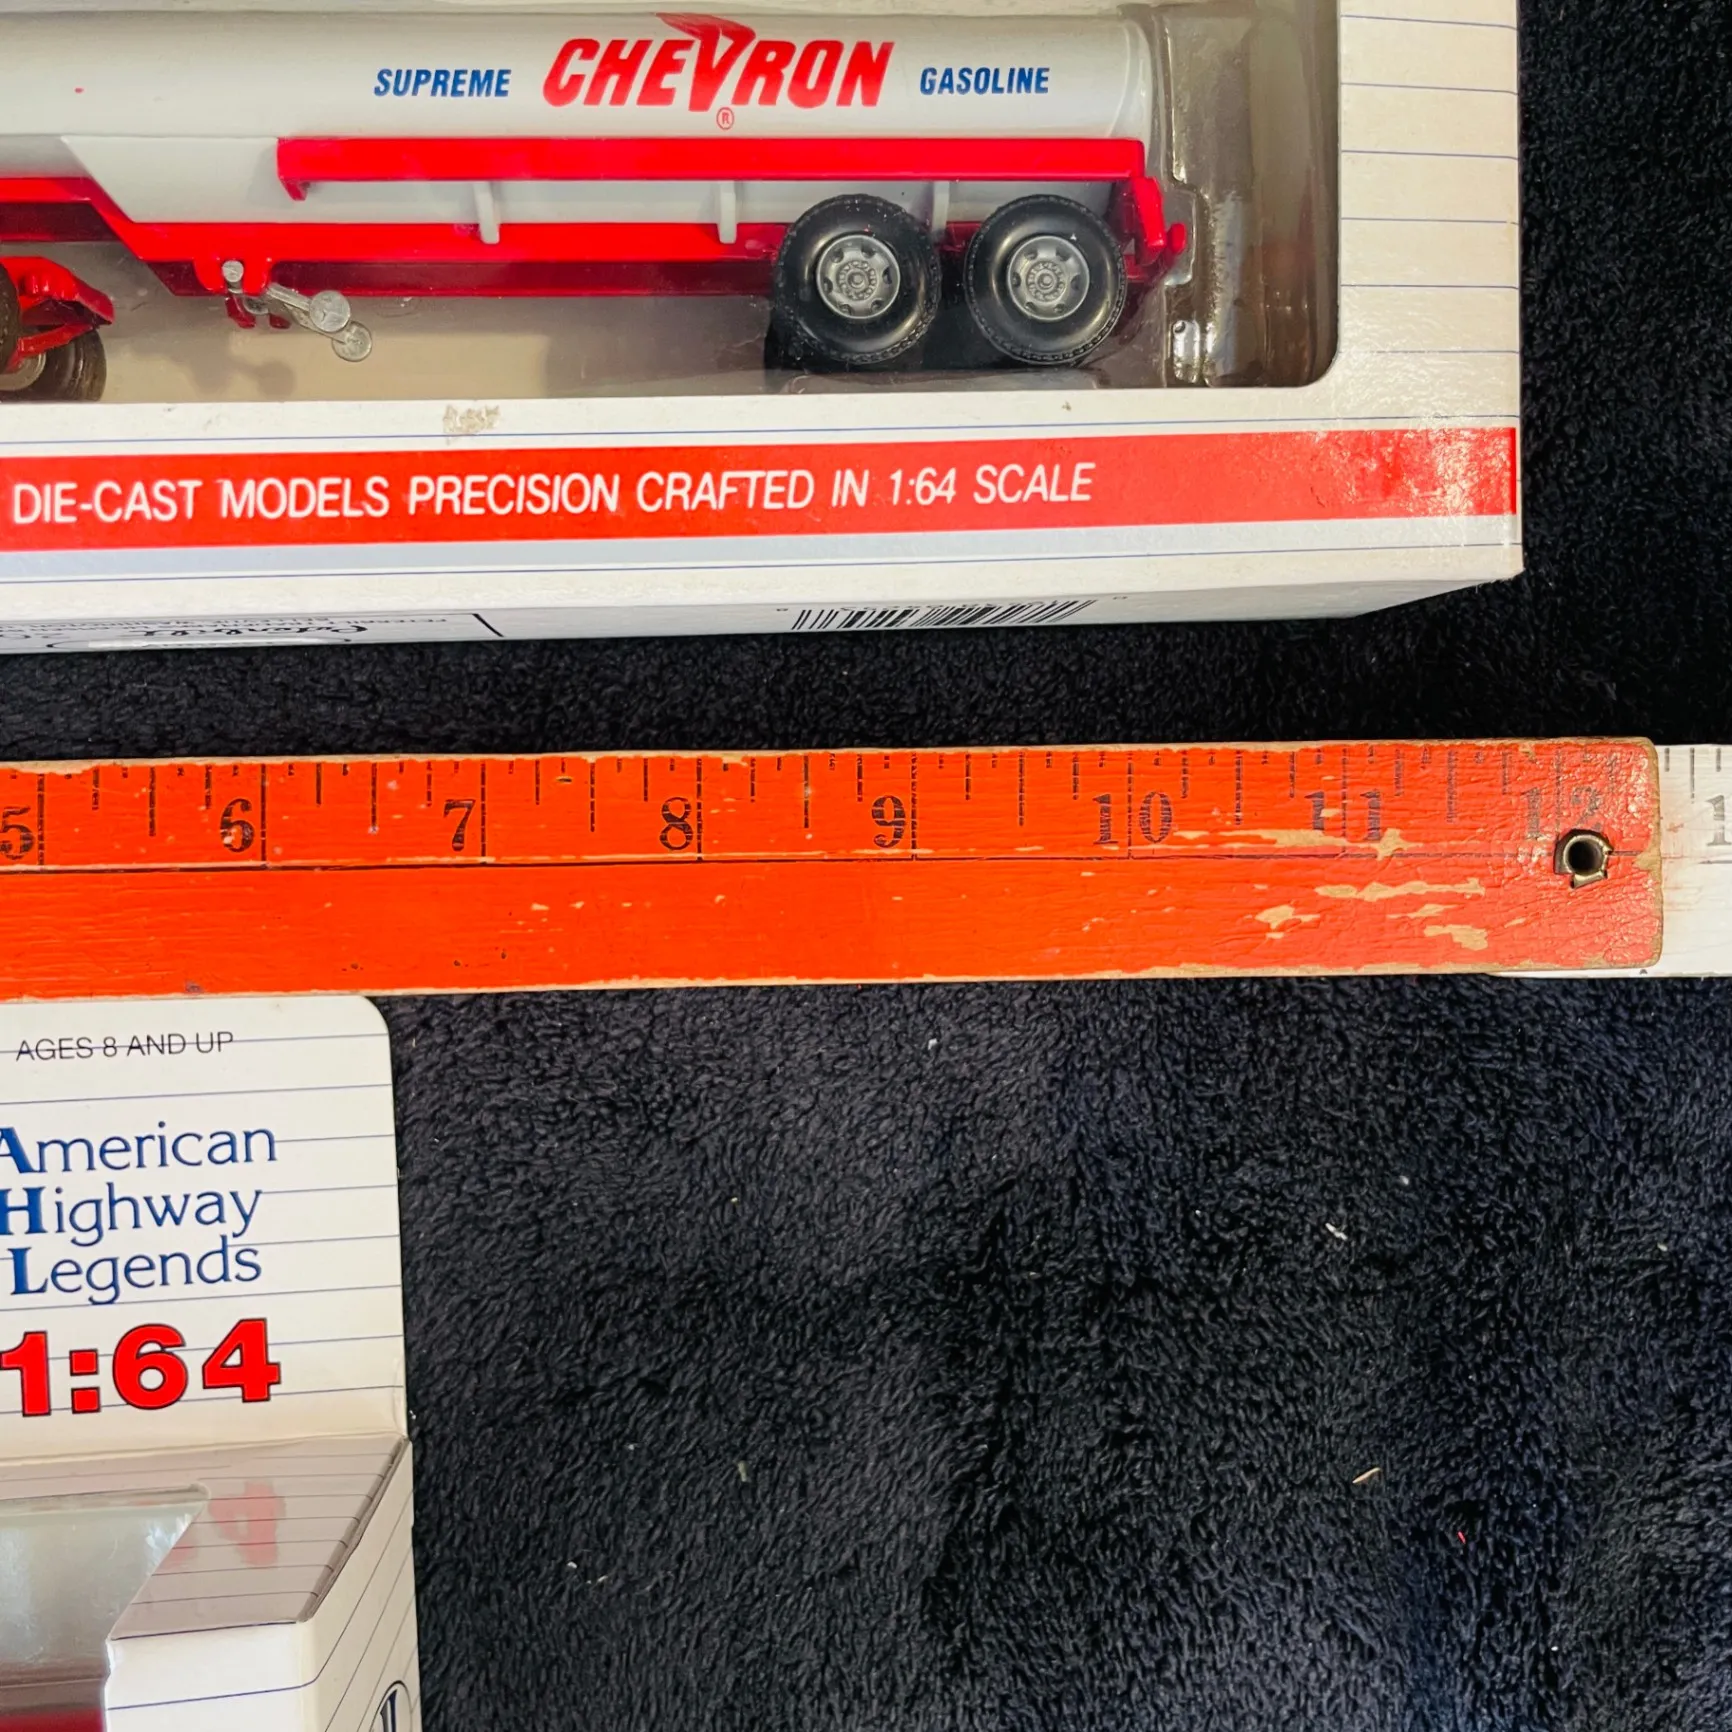 SUPREME CHEVRON GASOLINE
®
DIE-CAST MODELS PRECISION CRAFTED IN 1:64 SCALE
5 6 7 8 9 10 11 12 1
AGES 8 AND UP
American
Highway
Legends
1:64